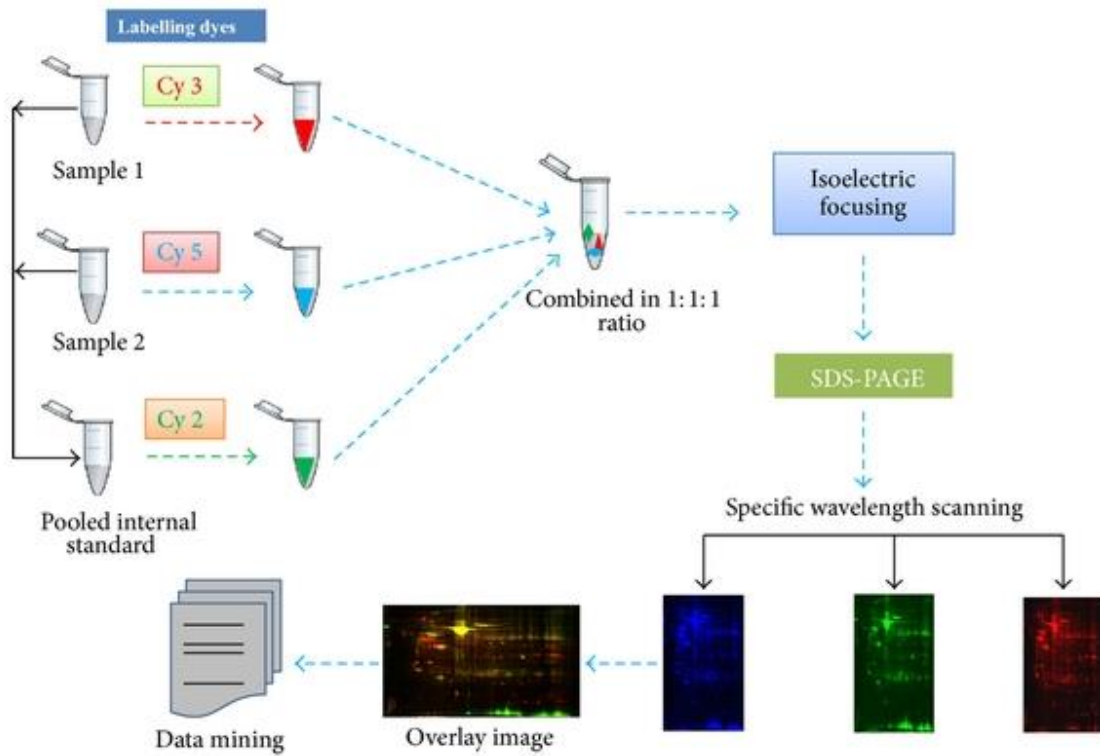 Labelling dyes
Cy 3
Sample 1
Cy 5
Sample 2
Cy 2
Pooled internal
standard
Combined in 1:1:1
ratio
Isoelectric
focusing
SDS-PAGE
Specific wavelength scanning
Overlay image
Data mining